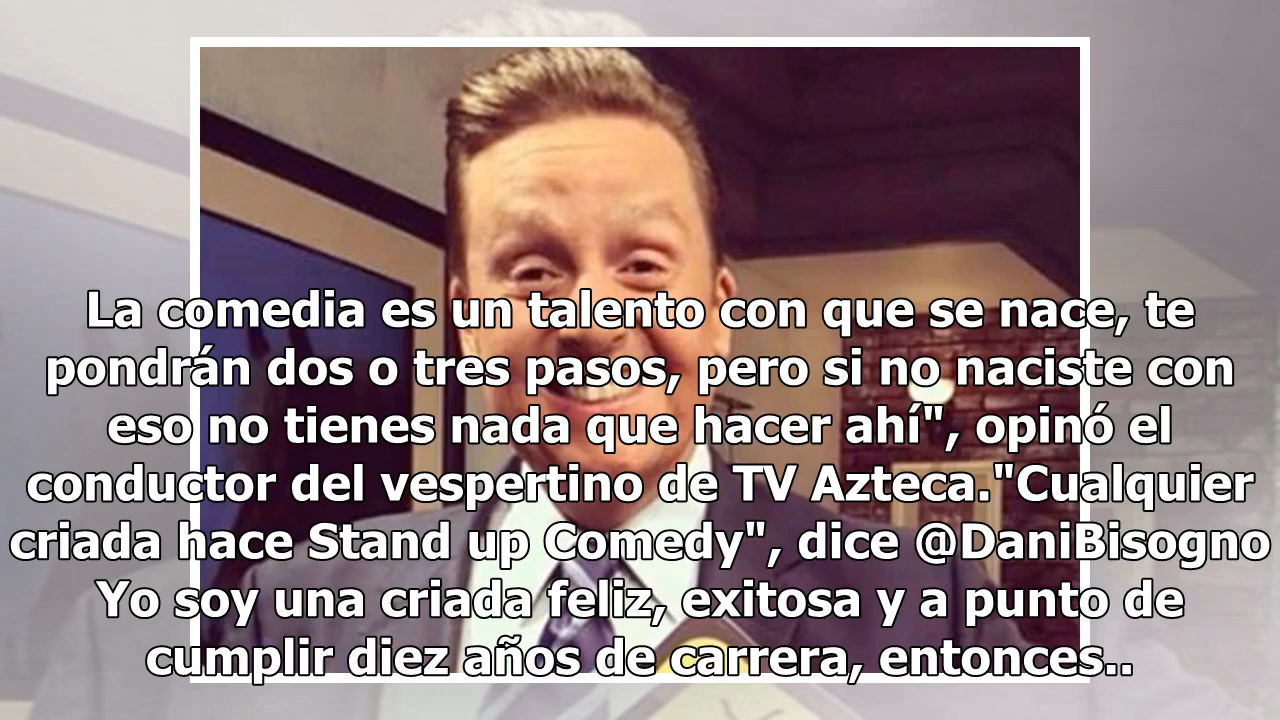 La comedia es un talento con que se nace, te
pondrán dos o tres pasos, pero si no naciste con
eso no tienes nada que hacer ahí", opinó el
conductor del vespertino de TV Azteca."Cualquier
criada hace Stand up Comedy", dice @DaniBisogno
Yo soy una criada feliz, exitosa y a punto de
cumplir diez años de carrera, entonces..